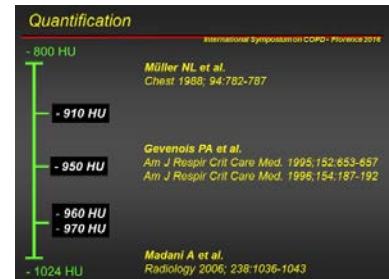 Quantification
International Symposium on COPD - Florence 2016
- 800 HU
Müller NL et al.
Chest 1988; 94:782-787
- 910 HU
Gevenois PA et al.
- 950 HU
Am J Respir Crit Care Med. 1995;152:653-657
Am J Respir Crit Care Med. 1996;154:187-192
- 960 HU
- 970 HU
Madani A et al.
- 1024 HU
Radiology 2006; 238:1036-1043